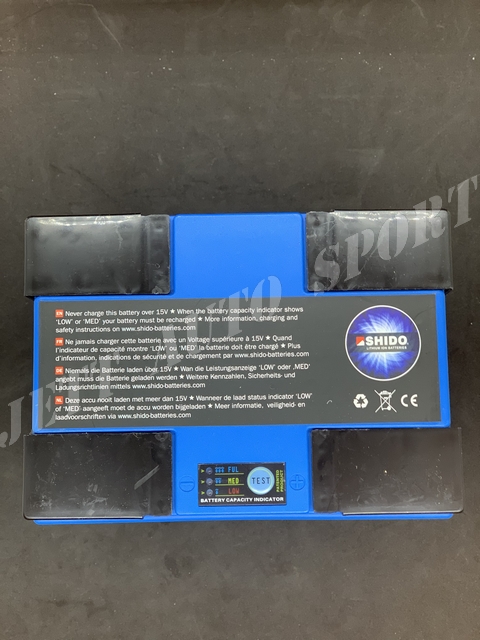 EN Never charge this battery over 15V ★ When the battery capacity indicator shows
'LOW' or 'MED' your battery must be recharged ★ More information, charging and
safety instructions on www.shido-batteries.com
FR Ne jamais charger cette batterie avec un Voltage supérieure à 15V ★ Quand
l'indicateur de capacité montre 'LOW' ou 'MED' la batterie doit être chargé ★ Plus
d'information, instructions de sécurité et de chargement par www.shido-batteries.com
DE Niemals die Batterie laden über 15V ★ Wan die Leistungsanzeige 'LOW' oder 'MED'
angebt muss die Batterie geladen werden ★ Weitere Kennzahlen, Sicherheits- und
Ladungsrichtlinien mittels www.shido-batteries.com
NL Deze accu nooit laden met meer dan 15V ★ Wanneer de laad status indicator 'LOW'
of 'MED' aangeeft moet de accu worden bijgeladen ★ Meer informatie, veiligheid- en
laadvoorschriften via www.shido-batteries.com
SHIDO
LITHIUM ION BATTERIES
CE
FUL
MED
LOW
TEST
PATENTED
PRODUCT
BATTERY CAPACITY INDICATOR
JETT AUTO SPORT